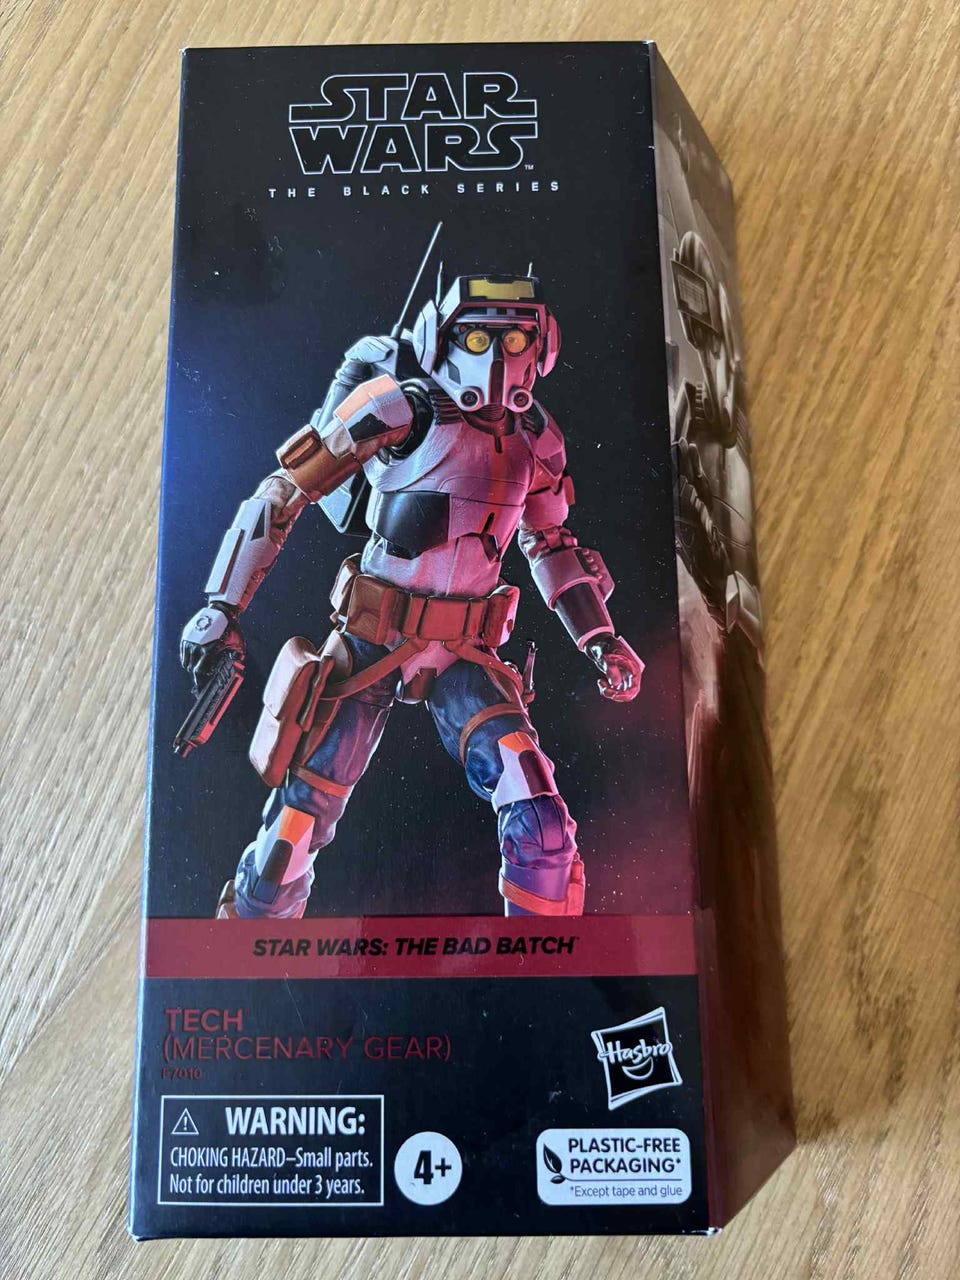 STAR
WARS™
THE BLACK SERIES
STAR WARS: THE BAD BATCH
TECH
(MERCENARY GEAR)
F7010
WARNING:
CHOKING HAZARD–Small parts.
Not for children under 3 years.
4+
Hasbro
PLASTIC-FREE
PACKAGING*
*Except tape and glue